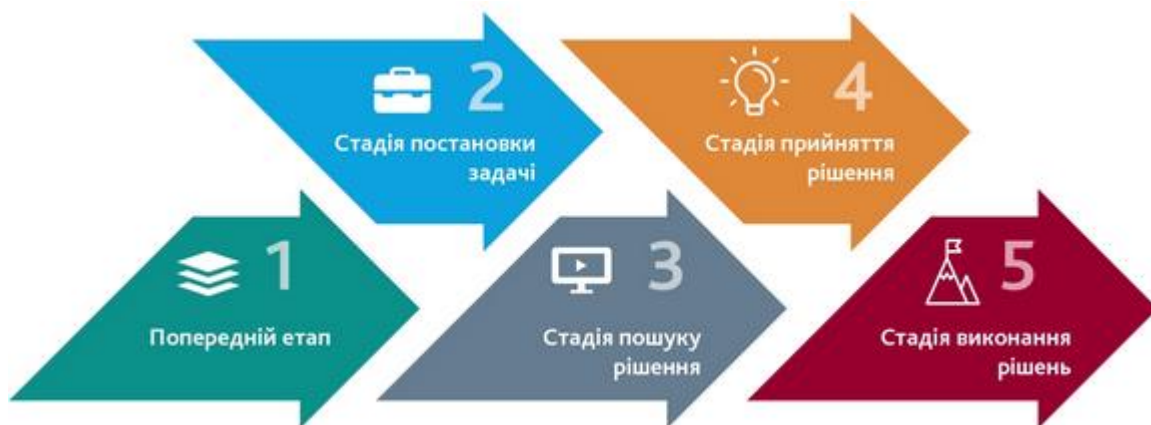 1
Попередній етап
2
Стадія постановки
задачі
3
Стадія пошуку
рішення
4
Стадія прийняття
рішення
5
Стадія виконання
рішень